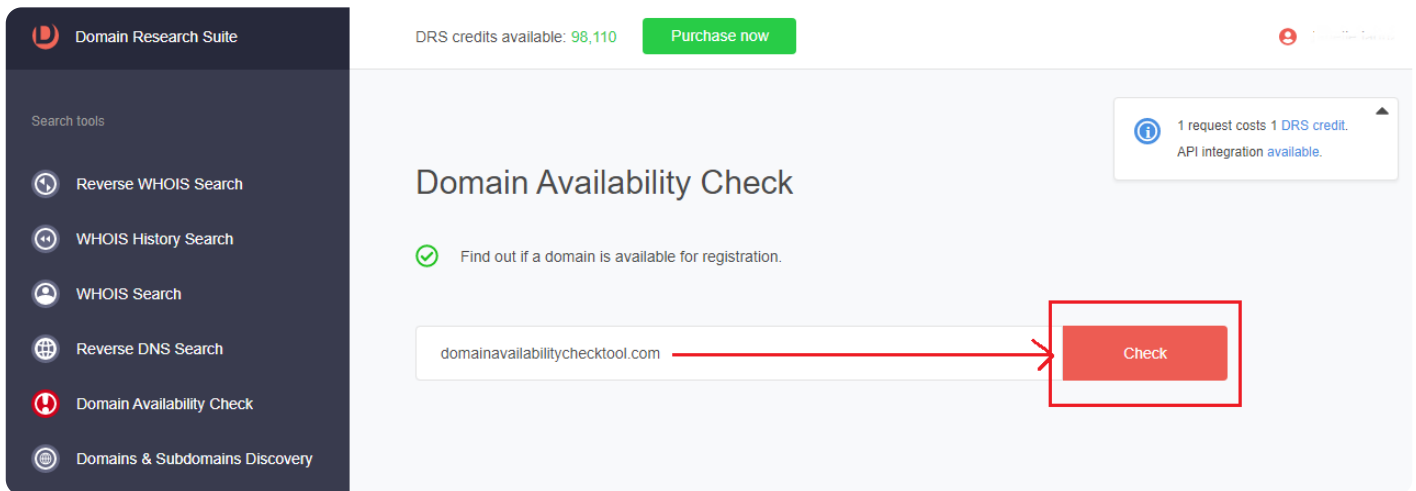 Domain Research Suite
DRS credits available: 98,110
Purchase now
Search tools
1 request costs 1 DRS credit.
API integration available.
Reverse WHOIS Search
WHOIS History Search
WHOIS Search
Reverse DNS Search
Domain Availability Check
Domains & Subdomains Discovery
Domain Availability Check
Find out if a domain is available for registration.
domainavailabilitychecktool.com
Check